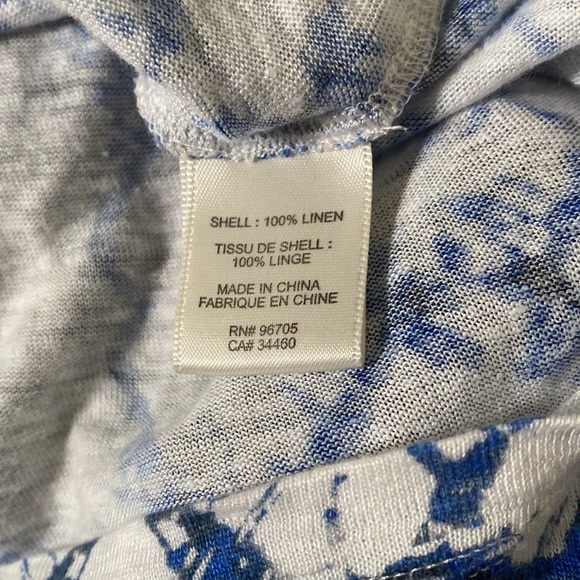 SHELL : 100% LINEN
TISSU DE SHELL :
100% LINGE
MADE IN CHINA
FABRIQUE EN CHINE
RN# 96705
CA# 34460